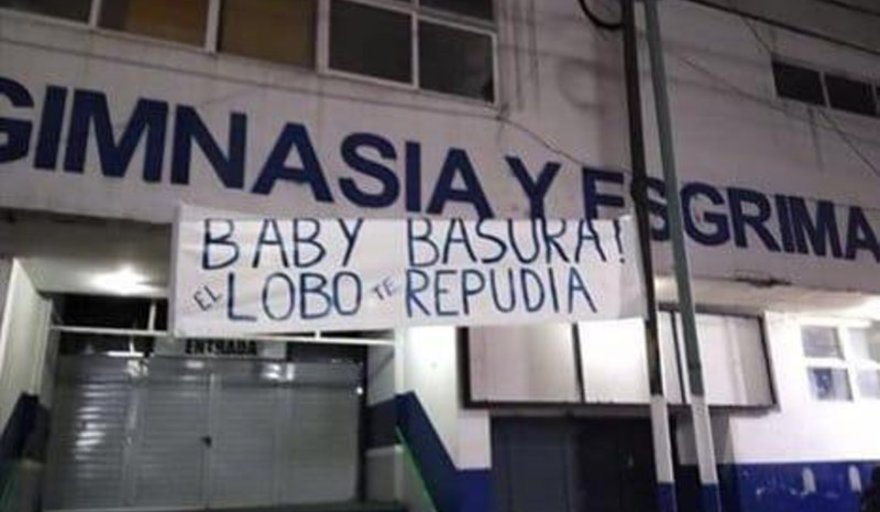 GIMNASIA Y ESGRIMA
BABY BASURA!
EL LOBO TE REPUDIA
ENTRADA